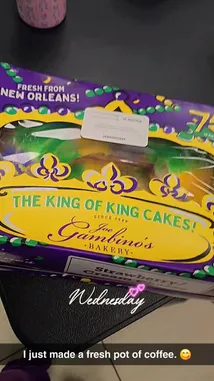 FRESH FROM
NEW ORLEANS!
THE KING OF KING CAKES!
SINCE 1949
Joe
Gambino's
-BAKERY-
Wednesday
I just made a fresh pot of coffee. 😋